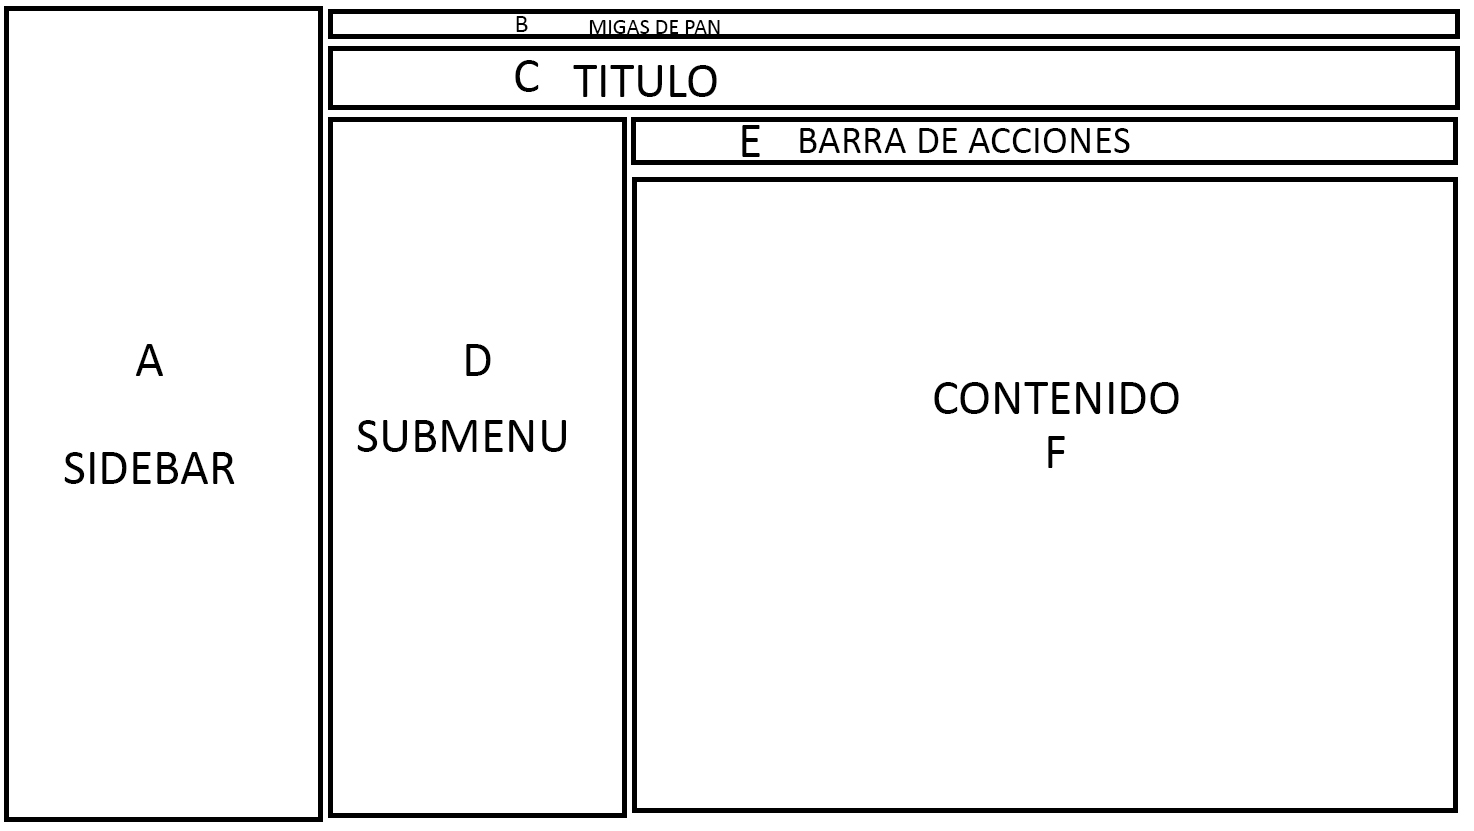 A
SIDEBAR
B MIGAS DE PAN
C TITULO
D
SUBMENU
E BARRA DE ACCIONES
CONTENIDO
F